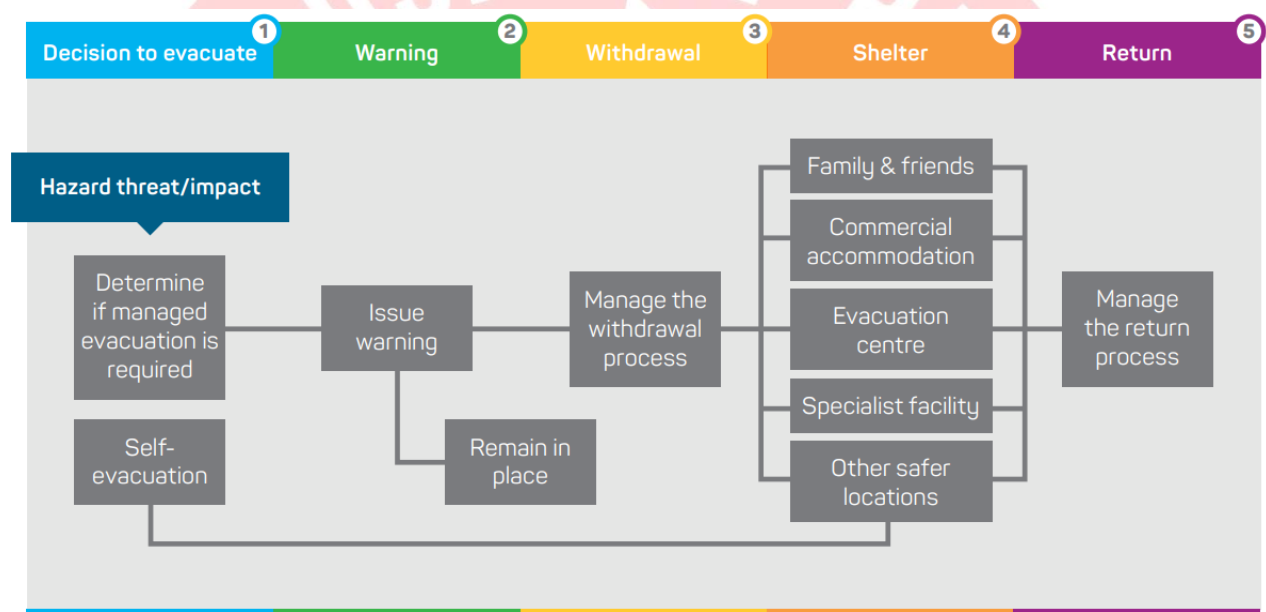 1
2
3
4
5
Decision to evacuate
Warning
Withdrawal
Shelter
Return
Hazard threat/impact
Determine
if managed
evacuation is
required
Self-
evacuation
Issue
warning
Remain in
place
Manage the
withdrawal
process
Family & friends
Commercial
accommodation
Evacuation
centre
Specialist facility
Other safer
locations
Manage
the return
process